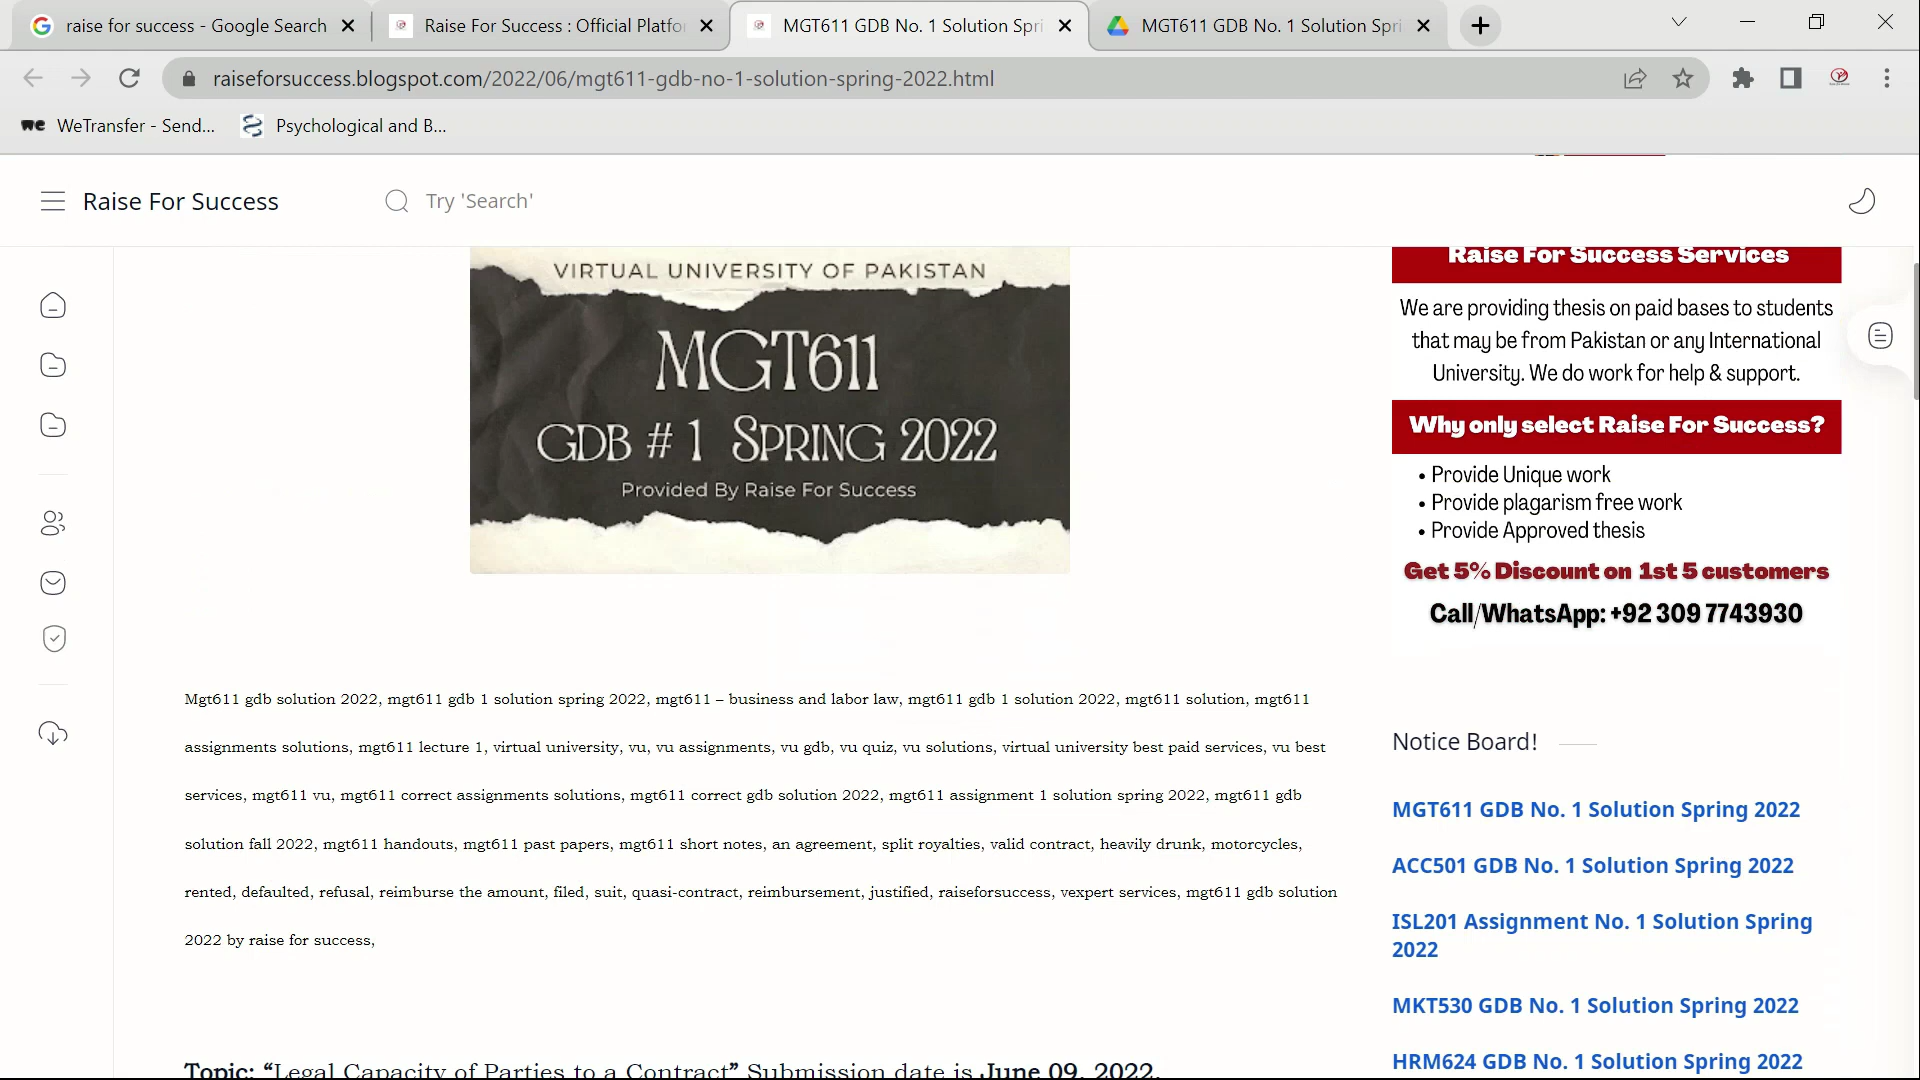 raise for success - Google Search
Raise For Success : Official Platfo
MGT611 GDB No. 1 Solution Spri
MGT611 GDB No. 1 Solution Spri
raiseforsuccess.blogspot.com/2022/06/mgt611-gdb-no-1-solution-spring-2022.html
we WeTransfer - Send...
Psychological and B...
Raise For Success
Try 'Search'
VIRTUAL UNIVERSITY OF PAKISTAN
MGT611
GDB # 1 SPRING 2022
Provided By Raise For Success
Mgt611 gdb solution 2022, mgt611 gdb 1 solution spring 2022, mgt611 – business and labor law, mgt611 gdb 1 solution 2022, mgt611 solution, mgt611
assignments solutions, mgt611 lecture 1, virtual university, vu, vu assignments, vu gdb, vu quiz, vu solutions, virtual university best paid services, vu best
services, mgt611 vu, mgt611 correct assignments solutions, mgt611 correct gdb solution 2022, mgt611 assignment 1 solution spring 2022, mgt611 gdb
solution fall 2022, mgt611 handouts, mgt611 past papers, mgt611 short notes, an agreement, split royalties, valid contract, heavily drunk, motorcycles,
rented, defaulted, refusal, reimburse the amount, filed, suit, quasi-contract, reimbursement, justified, raiseforsuccess, vexpert services, mgt611 gdb solution
2022 by raise for success,
Topic: “Legal Capacity of Parties to a Contract” Submission date is June 09, 2022.
Raise For Success Services
We are providing thesis on paid bases to students
that may be from Pakistan or any International
University. We do work for help & support.
Why only select Raise For Success?
• Provide Unique work
• Provide plagarism free work
• Provide Approved thesis
Get 5% Discount on 1st 5 customers
Call/WhatsApp: +92 309 7743930
Notice Board!
MGT611 GDB No. 1 Solution Spring 2022
ACC501 GDB No. 1 Solution Spring 2022
ISL201 Assignment No. 1 Solution Spring
2022
MKT530 GDB No. 1 Solution Spring 2022
HRM624 GDB No. 1 Solution Spring 2022